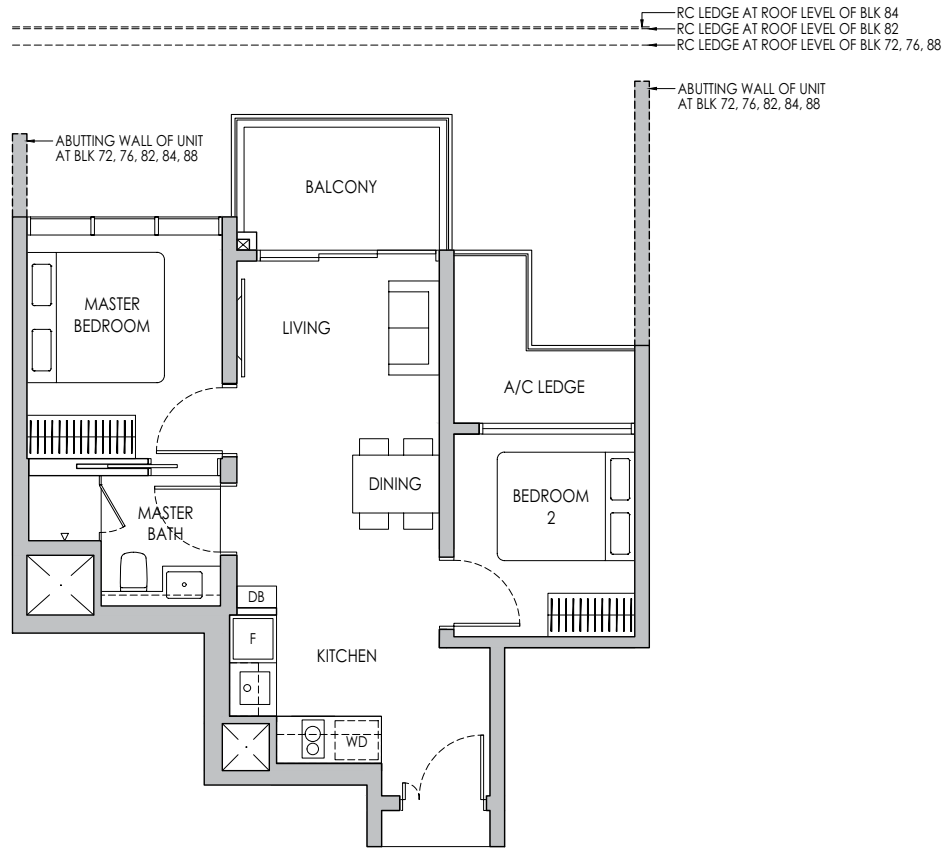 RC LEDGE AT ROOF LEVEL OF BLK 84
RC LEDGE AT ROOF LEVEL OF BLK 82
RC LEDGE AT ROOF LEVEL OF BLK 72, 76, 88
ABUTTING WALL OF UNIT
AT BLK 72, 76, 82, 84, 88
ABUTTING WALL OF UNIT
AT BLK 72, 76, 82, 84, 88
BALCONY
MASTER
BEDROOM
LIVING
A/C LEDGE
DINING
BEDROOM
2
MASTER
BATH
DB
F
KITCHEN
WD